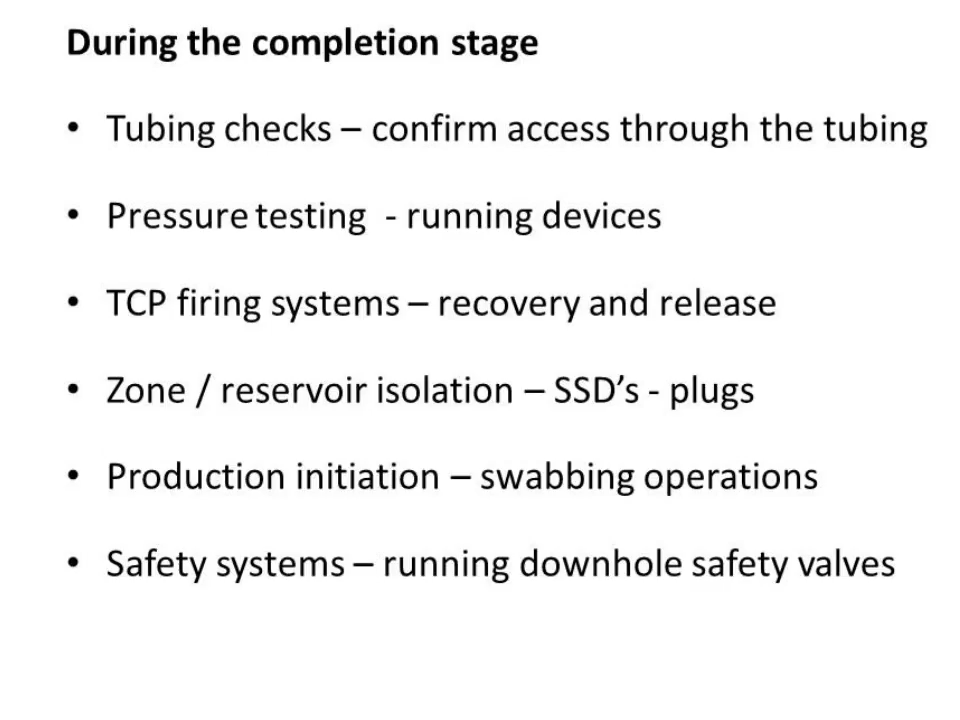 During the completion stage
• Tubing checks – confirm access through the tubing
• Pressure testing - running devices
• TCP firing systems – recovery and release
• Zone / reservoir isolation – SSD’s - plugs
• Production initiation – swabbing operations
• Safety systems – running downhole safety valves